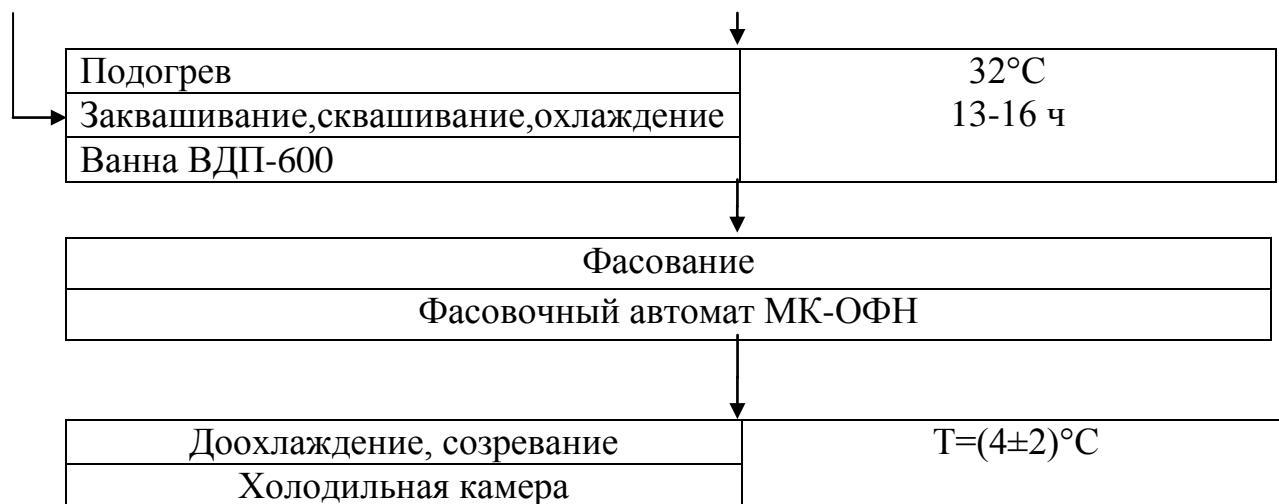 Подогрев 32°С
Заквашивание,сквашивание,охлаждение 13-16 ч
Ванна ВДП-600
Фасование
Фасовочный автомат МК-ОФН
Доохлаждение, созревание Т=(4±2)°С
Холодильная камера